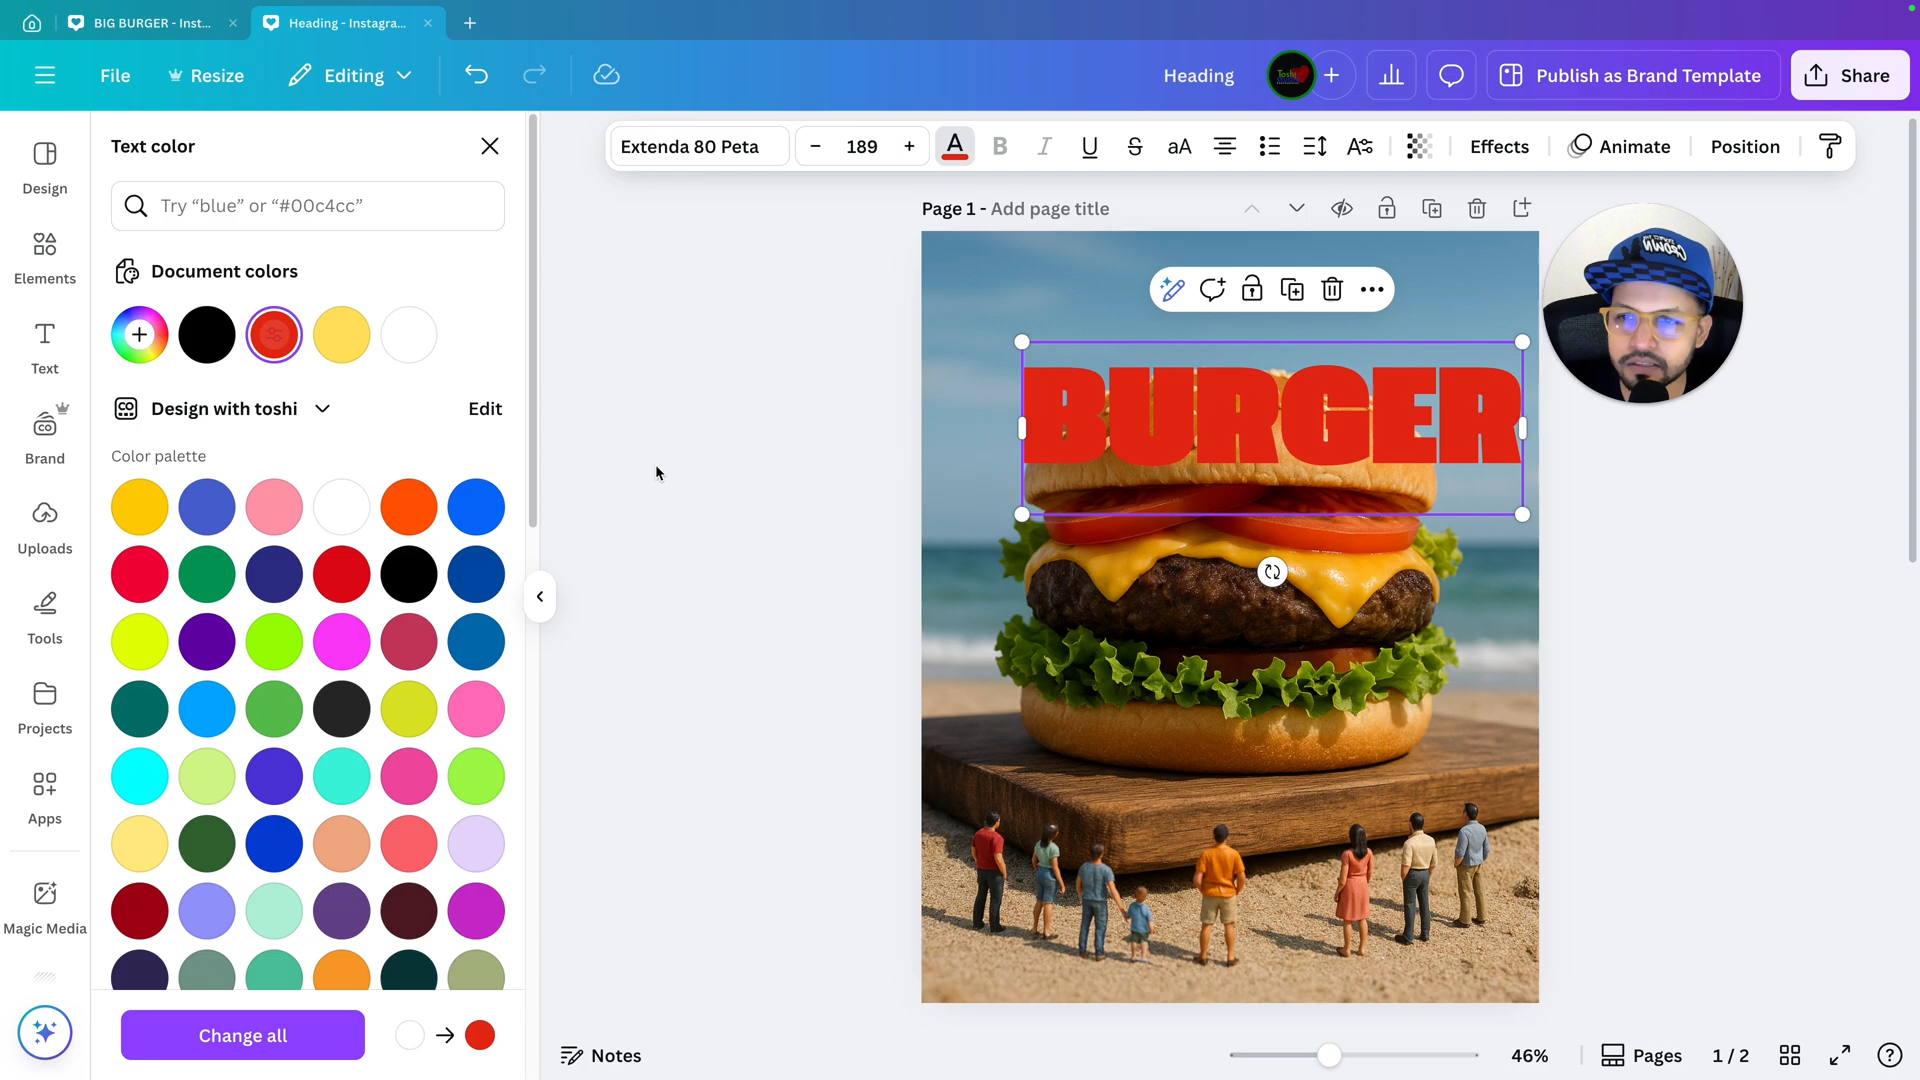 BIG BURGER - Inst...
Heading - Instagra...
File
Resize
Editing
Heading
Publish as Brand Template
Share
Design
Elements
Text
Brand
Uploads
Tools
Projects
Apps
Magic Media
Text color
Try “blue” or “#00c4cc”
Document colors
Design with toshi
Edit
Color palette
Change all
Extenda 80 Peta
− 189 +
A B I U S aA
Effects
Animate
Position
Page 1 - Add page title
BURGER
Notes
46%
Pages
1 / 2